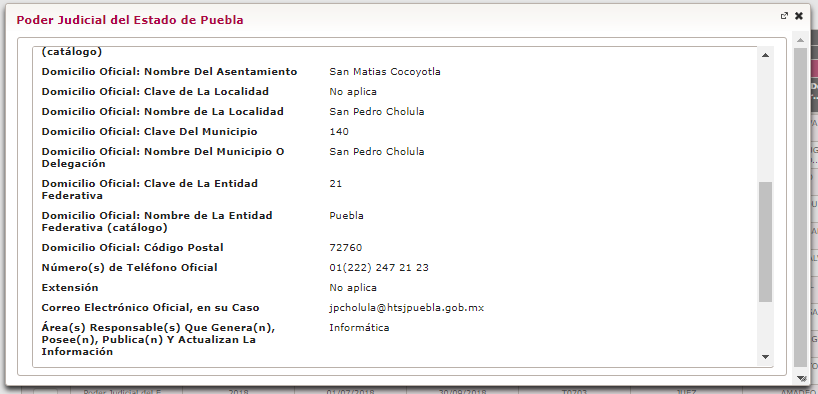 Poder Judicial del Estado de Puebla
(catálogo)
Domicilio Oficial: Nombre Del Asentamiento San Matias Cocoyotla
Domicilio Oficial: Clave de La Localidad No aplica
Domicilio Oficial: Nombre de La Localidad San Pedro Cholula
Domicilio Oficial: Clave Del Municipio 140
Domicilio Oficial: Nombre Del Municipio O San Pedro Cholula
Delegación
Domicilio Oficial: Clave de La Entidad 21
Federativa
Domicilio Oficial: Nombre de La Entidad Puebla
Federativa (catálogo)
Domicilio Oficial: Código Postal 72760
Número(s) de Teléfono Oficial 01(222) 247 21 23
Extensión No aplica
Correo Electrónico Oficial, en su Caso jpcholula@htsjpuebla.gob.mx
Área(s) Responsable(s) Que Genera(n), Informática
Posee(n), Publica(n) Y Actualizan La
Información
Poder Judicial del E 2018 01/07/2018 30/09/2018 T0703 JUEZ AMADEO